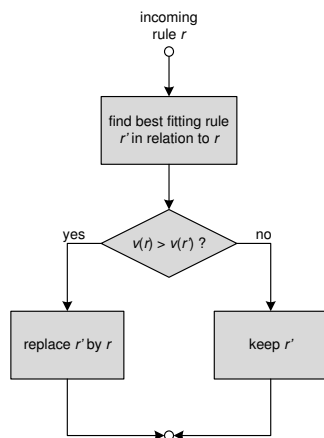 incoming
rule r
find best fitting rule
r' in relation to r
v(r) > v(r') ?
yes
no
replace r' by r
keep r'